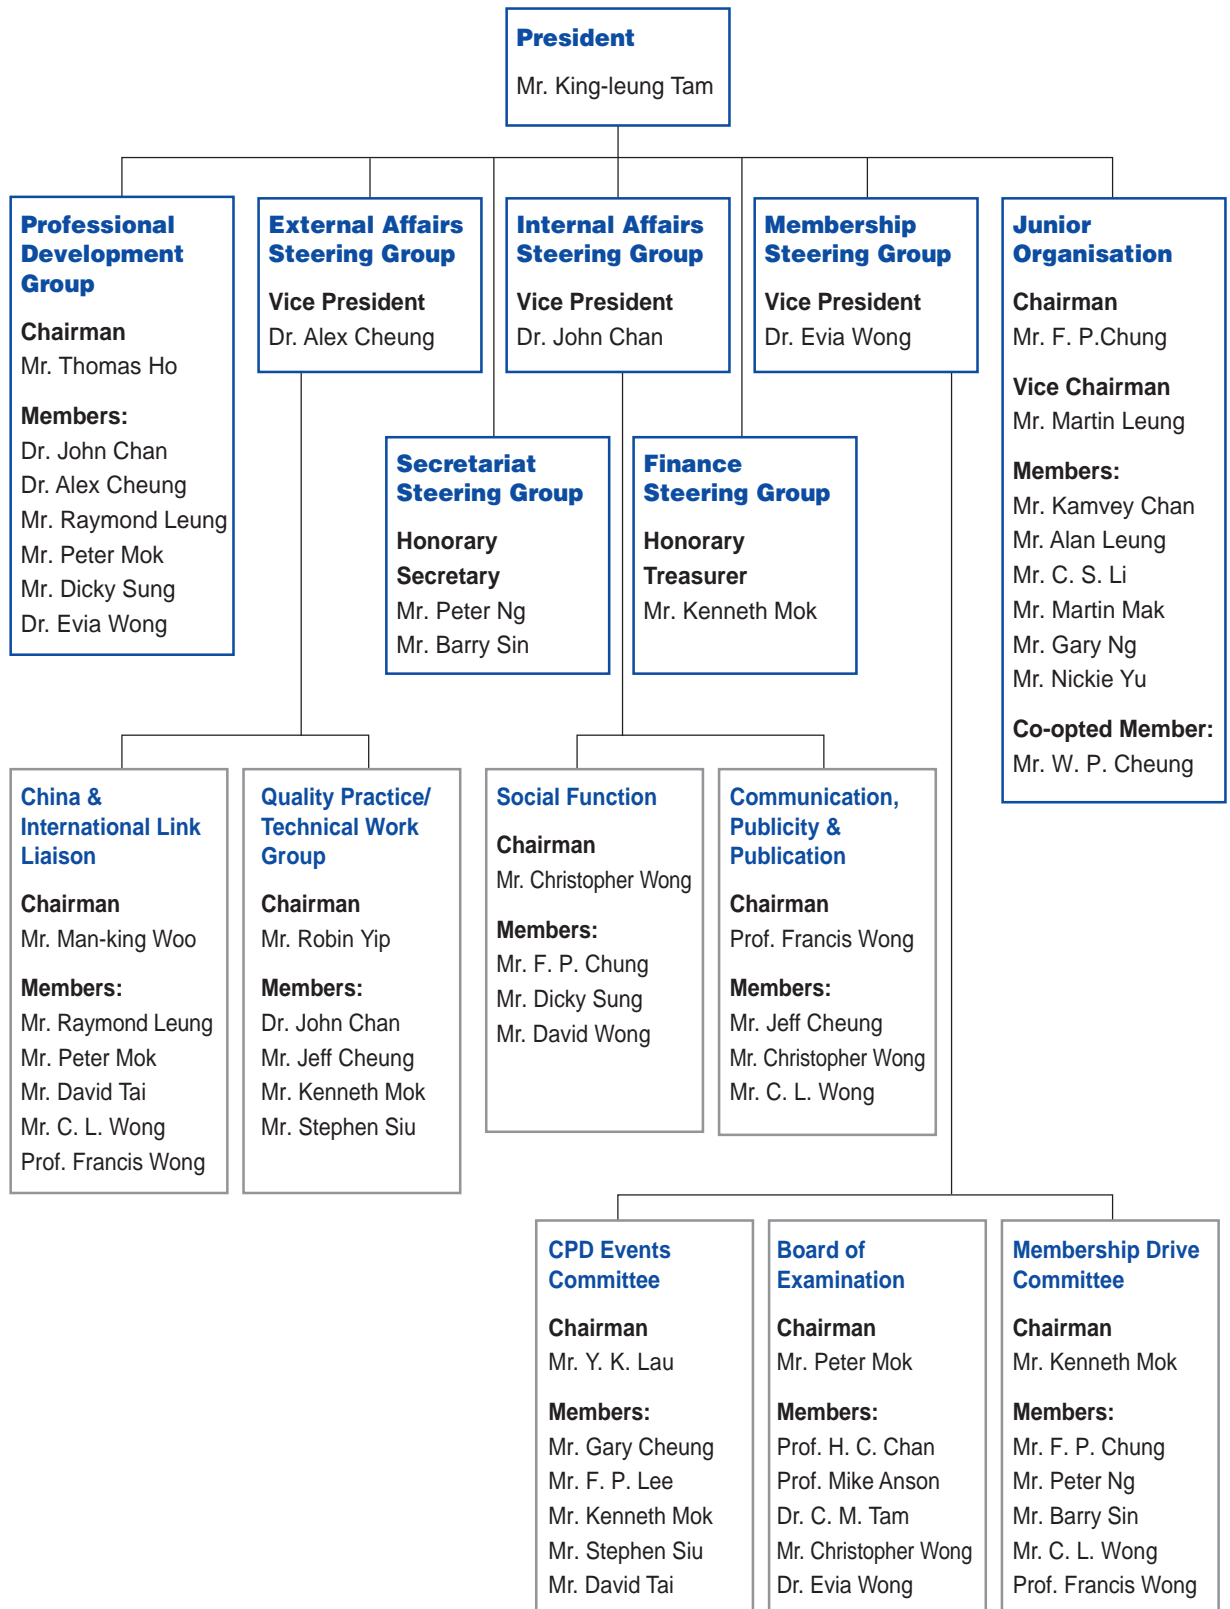 President
Mr. King-leung Tam
Professional
Development
Group
Chairman
Mr. Thomas Ho
Members:
Dr. John Chan
Dr. Alex Cheung
Mr. Raymond Leung
Mr. Peter Mok
Mr. Dicky Sung
Dr. Evia Wong
External Affairs
Steering Group
Vice President
Dr. Alex Cheung
Internal Affairs
Steering Group
Vice President
Dr. John Chan
Membership
Steering Group
Vice President
Dr. Evia Wong
Junior
Organisation
Chairman
Mr. F. P.Chung
Vice Chairman
Mr. Martin Leung
Members:
Mr. Kamvey Chan
Mr. Alan Leung
Mr. C. S. Li
Mr. Martin Mak
Mr. Gary Ng
Mr. Nickie Yu
Co-opted Member:
Mr. W. P. Cheung
Secretariat
Steering Group
Honorary
Secretary
Mr. Peter Ng
Mr. Barry Sin
Finance
Steering Group
Honorary
Treasurer
Mr. Kenneth Mok
China &
International Link
Liaison
Chairman
Mr. Man-king Woo
Members:
Mr. Raymond Leung
Mr. Peter Mok
Mr. David Tai
Mr. C. L. Wong
Prof. Francis Wong
Quality Practice/
Technical Work
Group
Chairman
Mr. Robin Yip
Members:
Dr. John Chan
Mr. Jeff Cheung
Mr. Kenneth Mok
Mr. Stephen Siu
Social Function
Chairman
Mr. Christopher Wong
Members:
Mr. F. P. Chung
Mr. Dicky Sung
Mr. David Wong
Communication,
Publicity &
Publication
Chairman
Prof. Francis Wong
Members:
Mr. Jeff Cheung
Mr. Christopher Wong
Mr. C. L. Wong
CPD Events
Committee
Chairman
Mr. Y. K. Lau
Members:
Mr. Gary Cheung
Mr. F. P. Lee
Mr. Kenneth Mok
Mr. Stephen Siu
Mr. David Tai
Board of
Examination
Chairman
Mr. Peter Mok
Members:
Prof. H. C. Chan
Prof. Mike Anson
Dr. C. M. Tam
Mr. Christopher Wong
Dr. Evia Wong
Membership Drive
Committee
Chairman
Mr. Kenneth Mok
Members:
Mr. F. P. Chung
Mr. Peter Ng
Mr. Barry Sin
Mr. C. L. Wong
Prof. Francis Wong